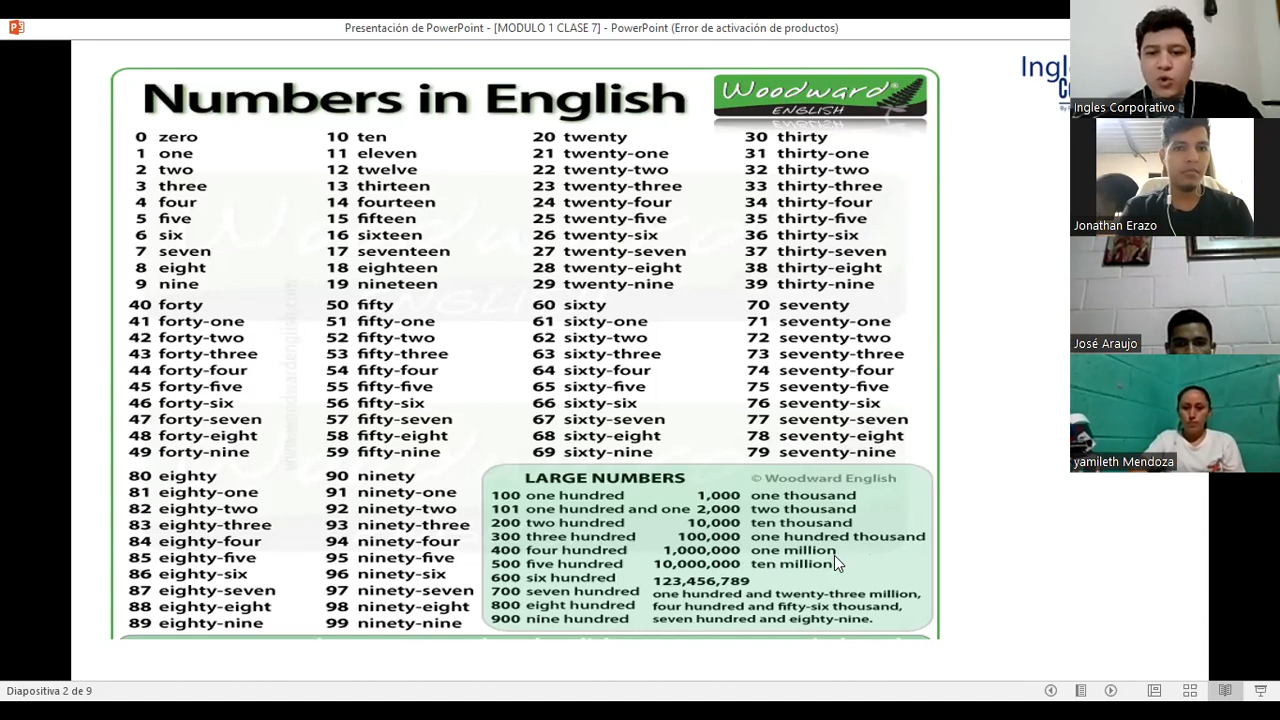 Presentación de PowerPoint - [MODULO 1 CLASE 7] - PowerPoint (Error de activación de productos)
Numbers in English
Woodward®
ENGLISH
0 zero
1 one
2 two
3 three
4 four
5 five
6 six
7 seven
8 eight
9 nine
10 ten
11 eleven
12 twelve
13 thirteen
14 fourteen
15 fifteen
16 sixteen
17 seventeen
18 eighteen
19 nineteen
20 twenty
21 twenty-one
22 twenty-two
23 twenty-three
24 twenty-four
25 twenty-five
26 twenty-six
27 twenty-seven
28 twenty-eight
29 twenty-nine
30 thirty
31 thirty-one
32 thirty-two
33 thirty-three
34 thirty-four
35 thirty-five
36 thirty-six
37 thirty-seven
38 thirty-eight
39 thirty-nine
40 forty
41 forty-one
42 forty-two
43 forty-three
44 forty-four
45 forty-five
46 forty-six
47 forty-seven
48 forty-eight
49 forty-nine
50 fifty
51 fifty-one
52 fifty-two
53 fifty-three
54 fifty-four
55 fifty-five
56 fifty-six
57 fifty-seven
58 fifty-eight
59 fifty-nine
60 sixty
61 sixty-one
62 sixty-two
63 sixty-three
64 sixty-four
65 sixty-five
66 sixty-six
67 sixty-seven
68 sixty-eight
69 sixty-nine
70 seventy
71 seventy-one
72 seventy-two
73 seventy-three
74 seventy-four
75 seventy-five
76 seventy-six
77 seventy-seven
78 seventy-eight
79 seventy-nine
80 eighty
81 eighty-one
82 eighty-two
83 eighty-three
84 eighty-four
85 eighty-five
86 eighty-six
87 eighty-seven
88 eighty-eight
89 eighty-nine
90 ninety
91 ninety-one
92 ninety-two
93 ninety-three
94 ninety-four
95 ninety-five
96 ninety-six
97 ninety-seven
98 ninety-eight
99 ninety-nine
LARGE NUMBERS
© Woodward English
100 one hundred
101 one hundred and one
200 two hundred
300 three hundred
400 four hundred
500 five hundred
600 six hundred
700 seven hundred
800 eight hundred
900 nine hundred
1,000 one thousand
2,000 two thousand
10,000 ten thousand
100,000 one hundred thousand
1,000,000 one million
10,000,000 ten million
123,456,789
one hundred and twenty-three million,
four hundred and fifty-six thousand,
seven hundred and eighty-nine.
Ingles Corporativo
Jonathan Erazo
José Araujo
yamileth Mendoza
Diapositiva 2 de 9